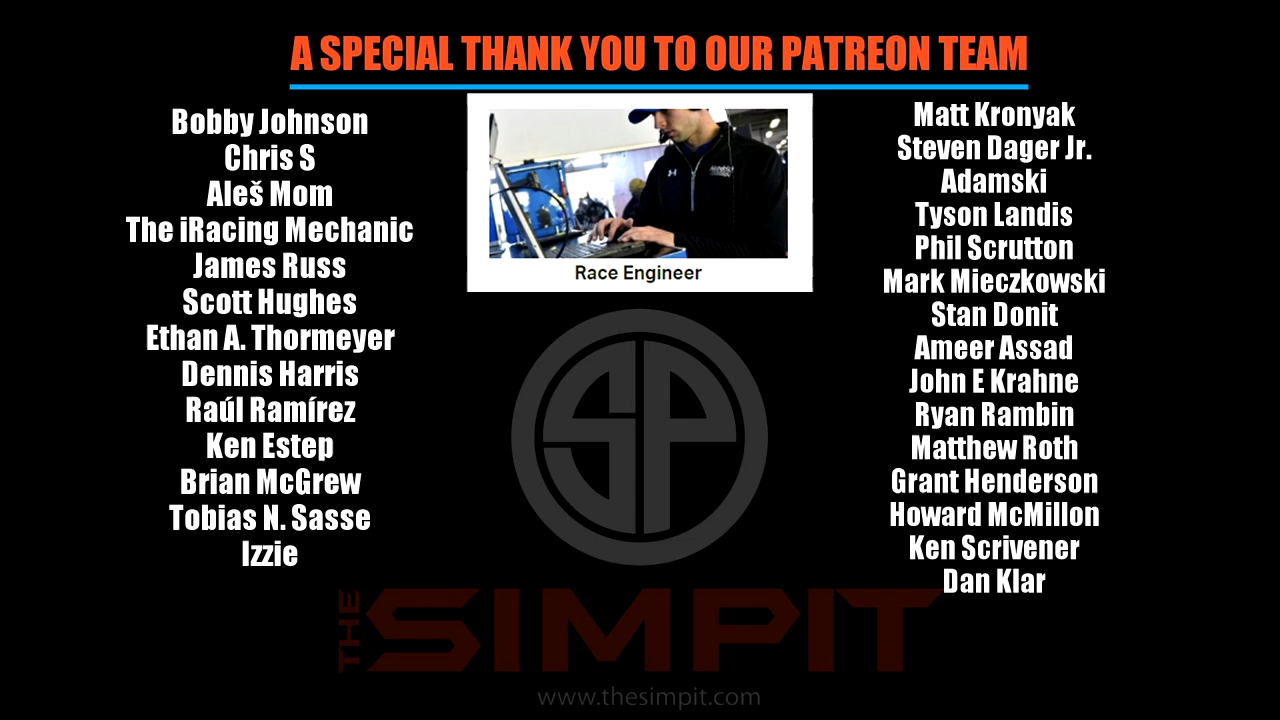 A SPECIAL THANK YOU TO OUR PATREON TEAM
Bobby Johnson
Chris S
Aleš Mom
The iRacing Mechanic
James Russ
Scott Hughes
Ethan A. Thormeyer
Dennis Harris
Raúl Ramírez
Ken Estep
Brian McGrew
Tobias N. Sasse
Izzie
Race Engineer
Matt Kronyak
Steven Dager Jr.
Adamski
Tyson Landis
Phil Scrutton
Mark Mieczkowski
Stan Donit
Ameer Assad
John E Krahne
Ryan Rambin
Matthew Roth
Grant Henderson
Howard McMillon
Ken Scrivener
Dan Klar
SP
THE SIMPIT
www.thesimpit.com